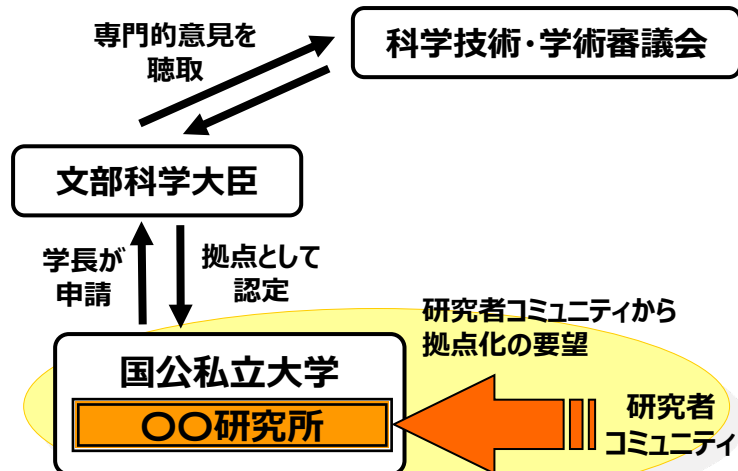 専門的意見を
聴取
科学技術・学術審議会
文部科学大臣
学長が
申請
拠点として
認定
研究者コミュニティから
拠点化の要望
国公私立大学
〇〇研究所
研究者
コミュニティ